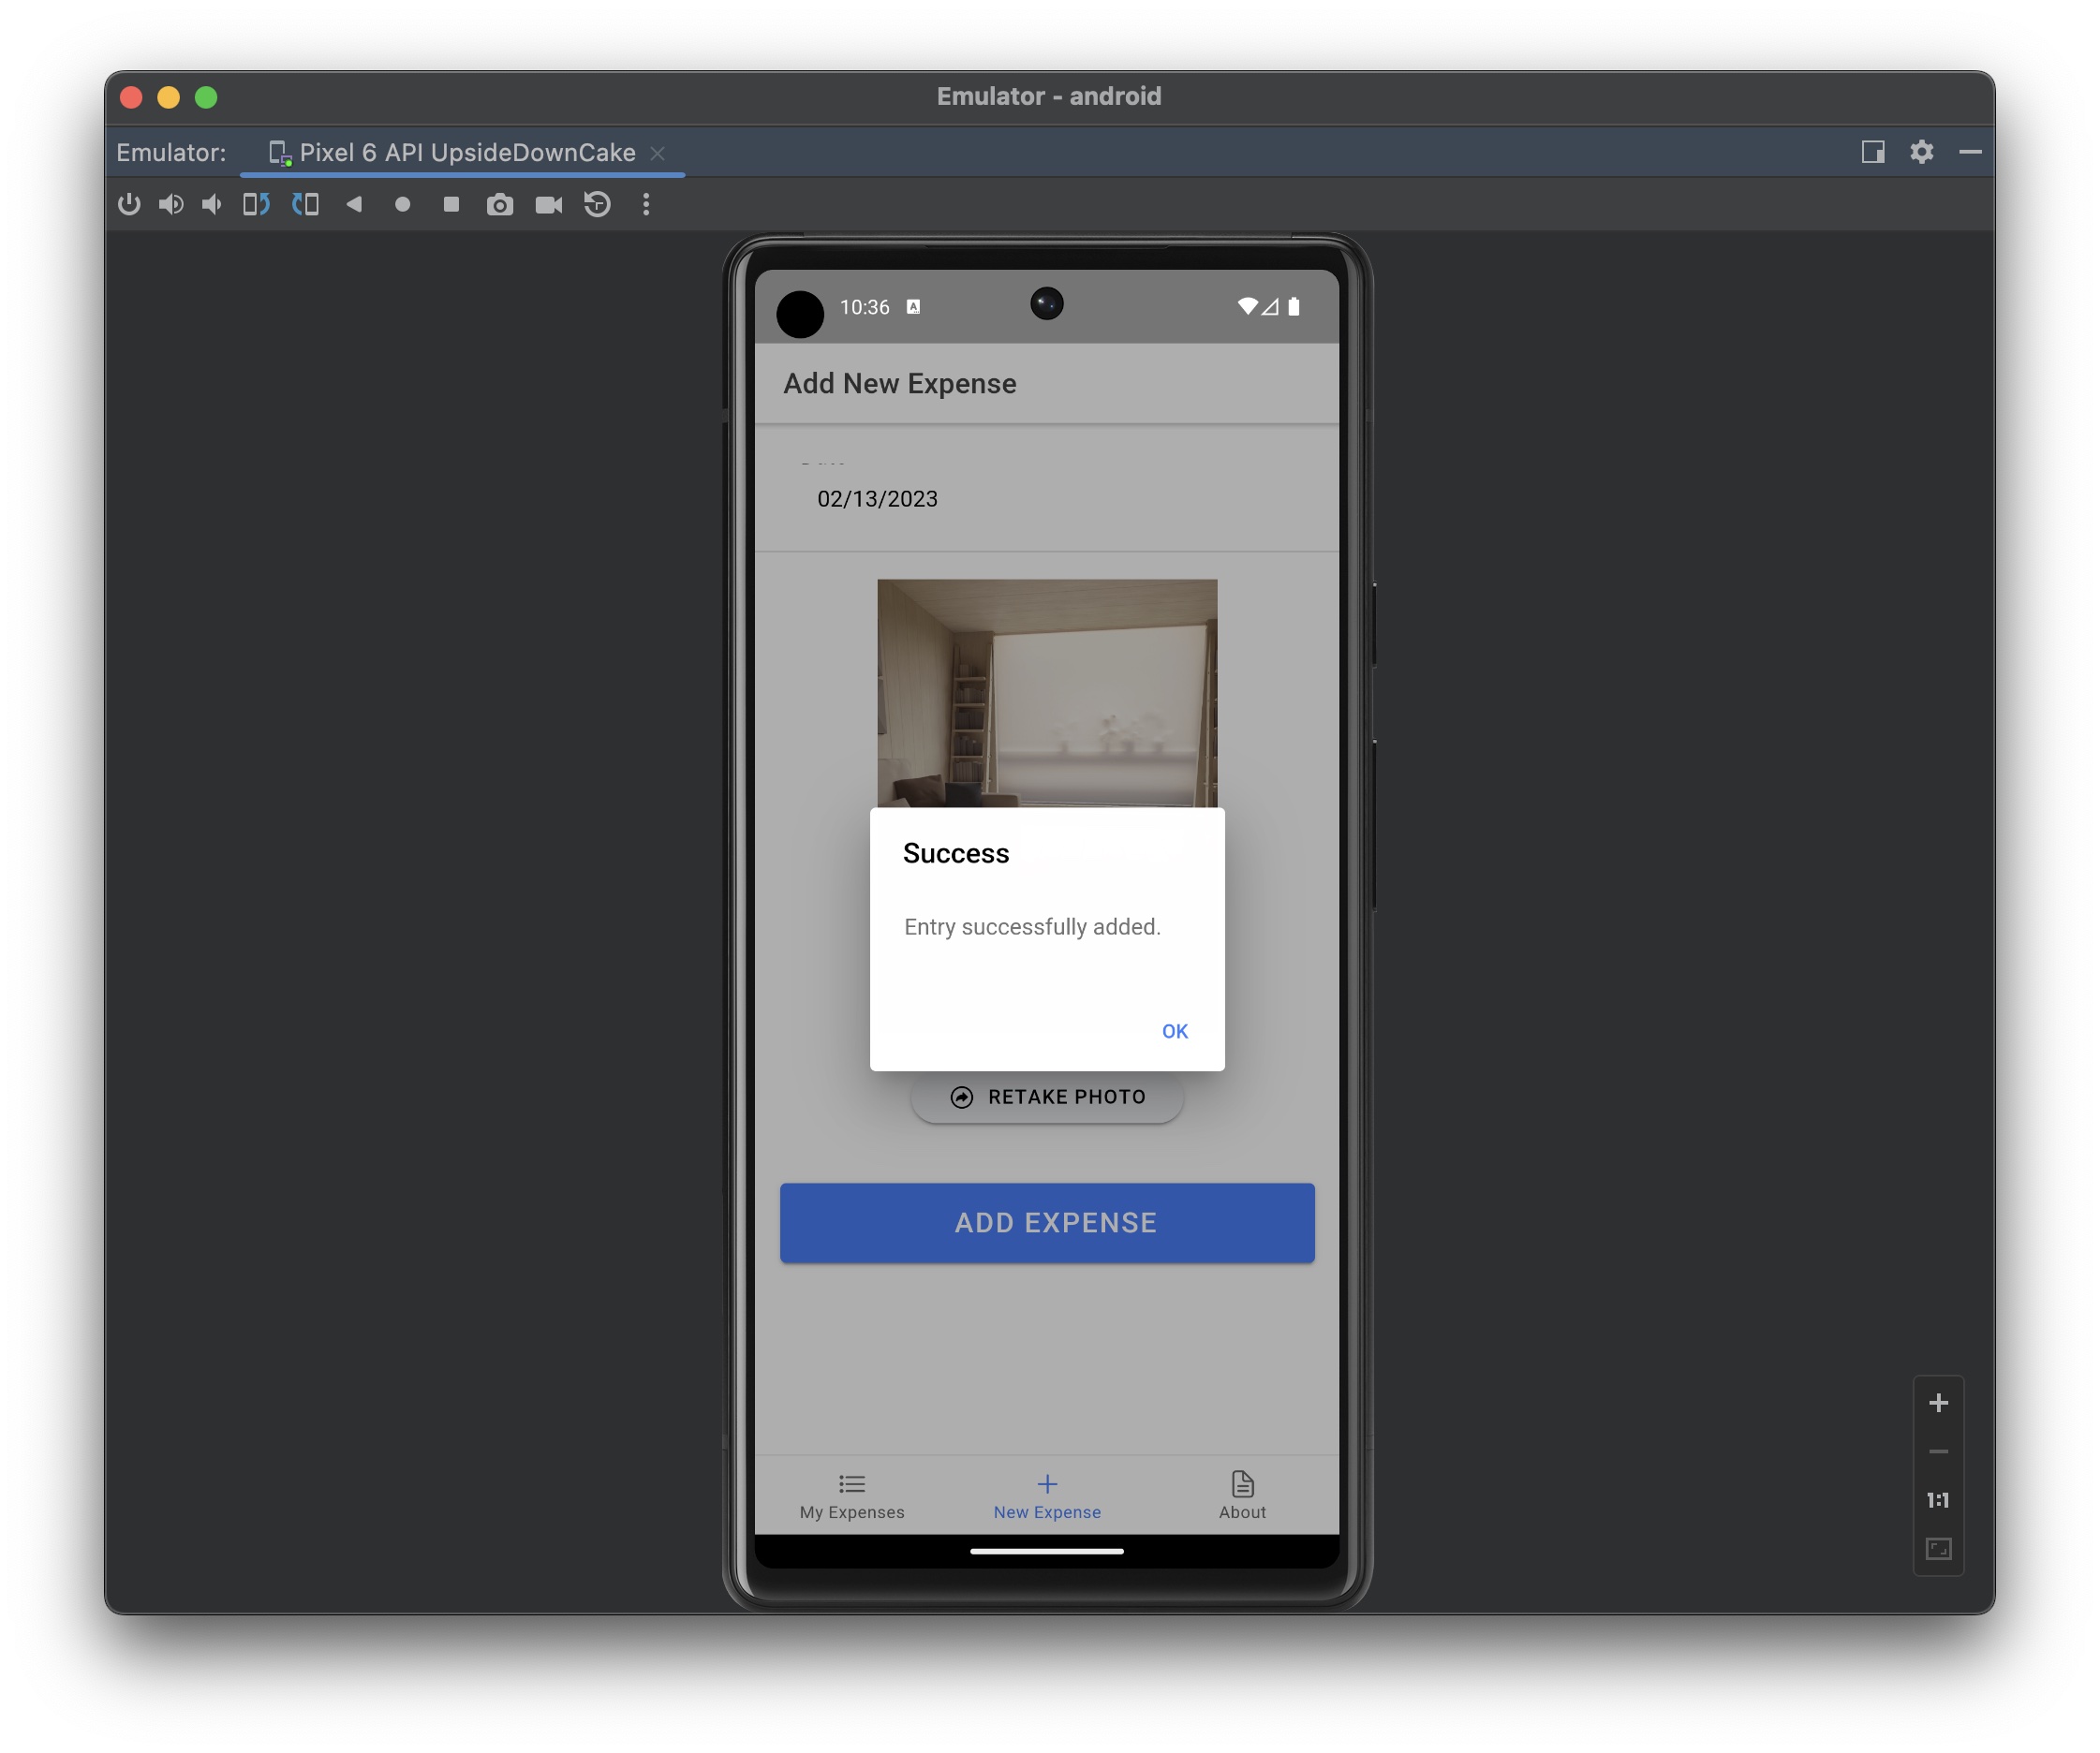 Emulator - android
Emulator: Pixel 6 API UpsideDownCake
10:36 A
Add New Expense
02/13/2023
Success
Entry successfully added.
OK
RETAKE PHOTO
ADD EXPENSE
My Expenses New Expense About
1:1